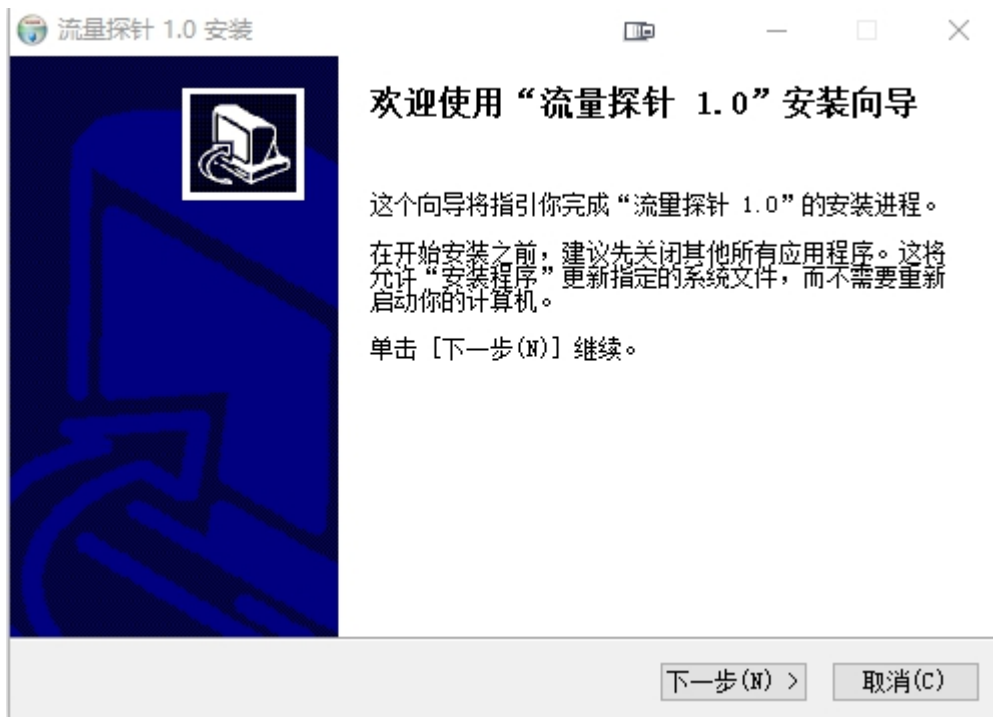 流量探针 1.0 安装
欢迎使用“流量探针 1.0”安装向导
这个向导将指引你完成“流量探针 1.0”的安装进程。
在开始安装之前，建议先关闭其他所有应用程序。这将
允许“安装程序”更新指定的系统文件，而不需要重新
启动你的计算机。
单击 [下一步(N)] 继续。
下一步(N) >
取消(C)